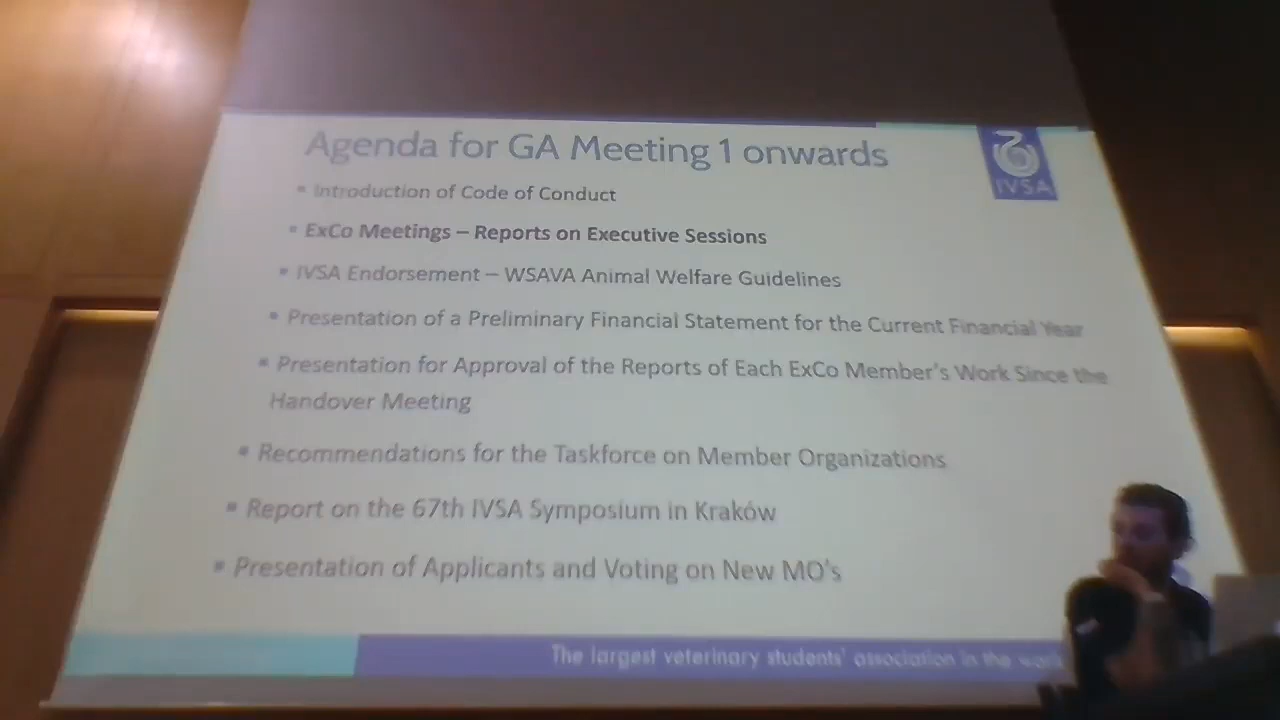 Agenda for GA Meeting 1 onwards
IVSA
▪ Introduction of Code of Conduct
▪ ExCo Meetings – Reports on Executive Sessions
▪ IVSA Endorsement – WSAVA Animal Welfare Guidelines
▪ Presentation of a Preliminary Financial Statement for the Current Financial Year
▪ Presentation for Approval of the Reports of Each ExCo Member's Work Since the
Handover Meeting
▪ Recommendations for the Taskforce on Member Organizations
▪ Report on the 67th IVSA Symposium in Kraków
▪ Presentation of Applicants and Voting on New MO's
The largest veterinary students' association in the